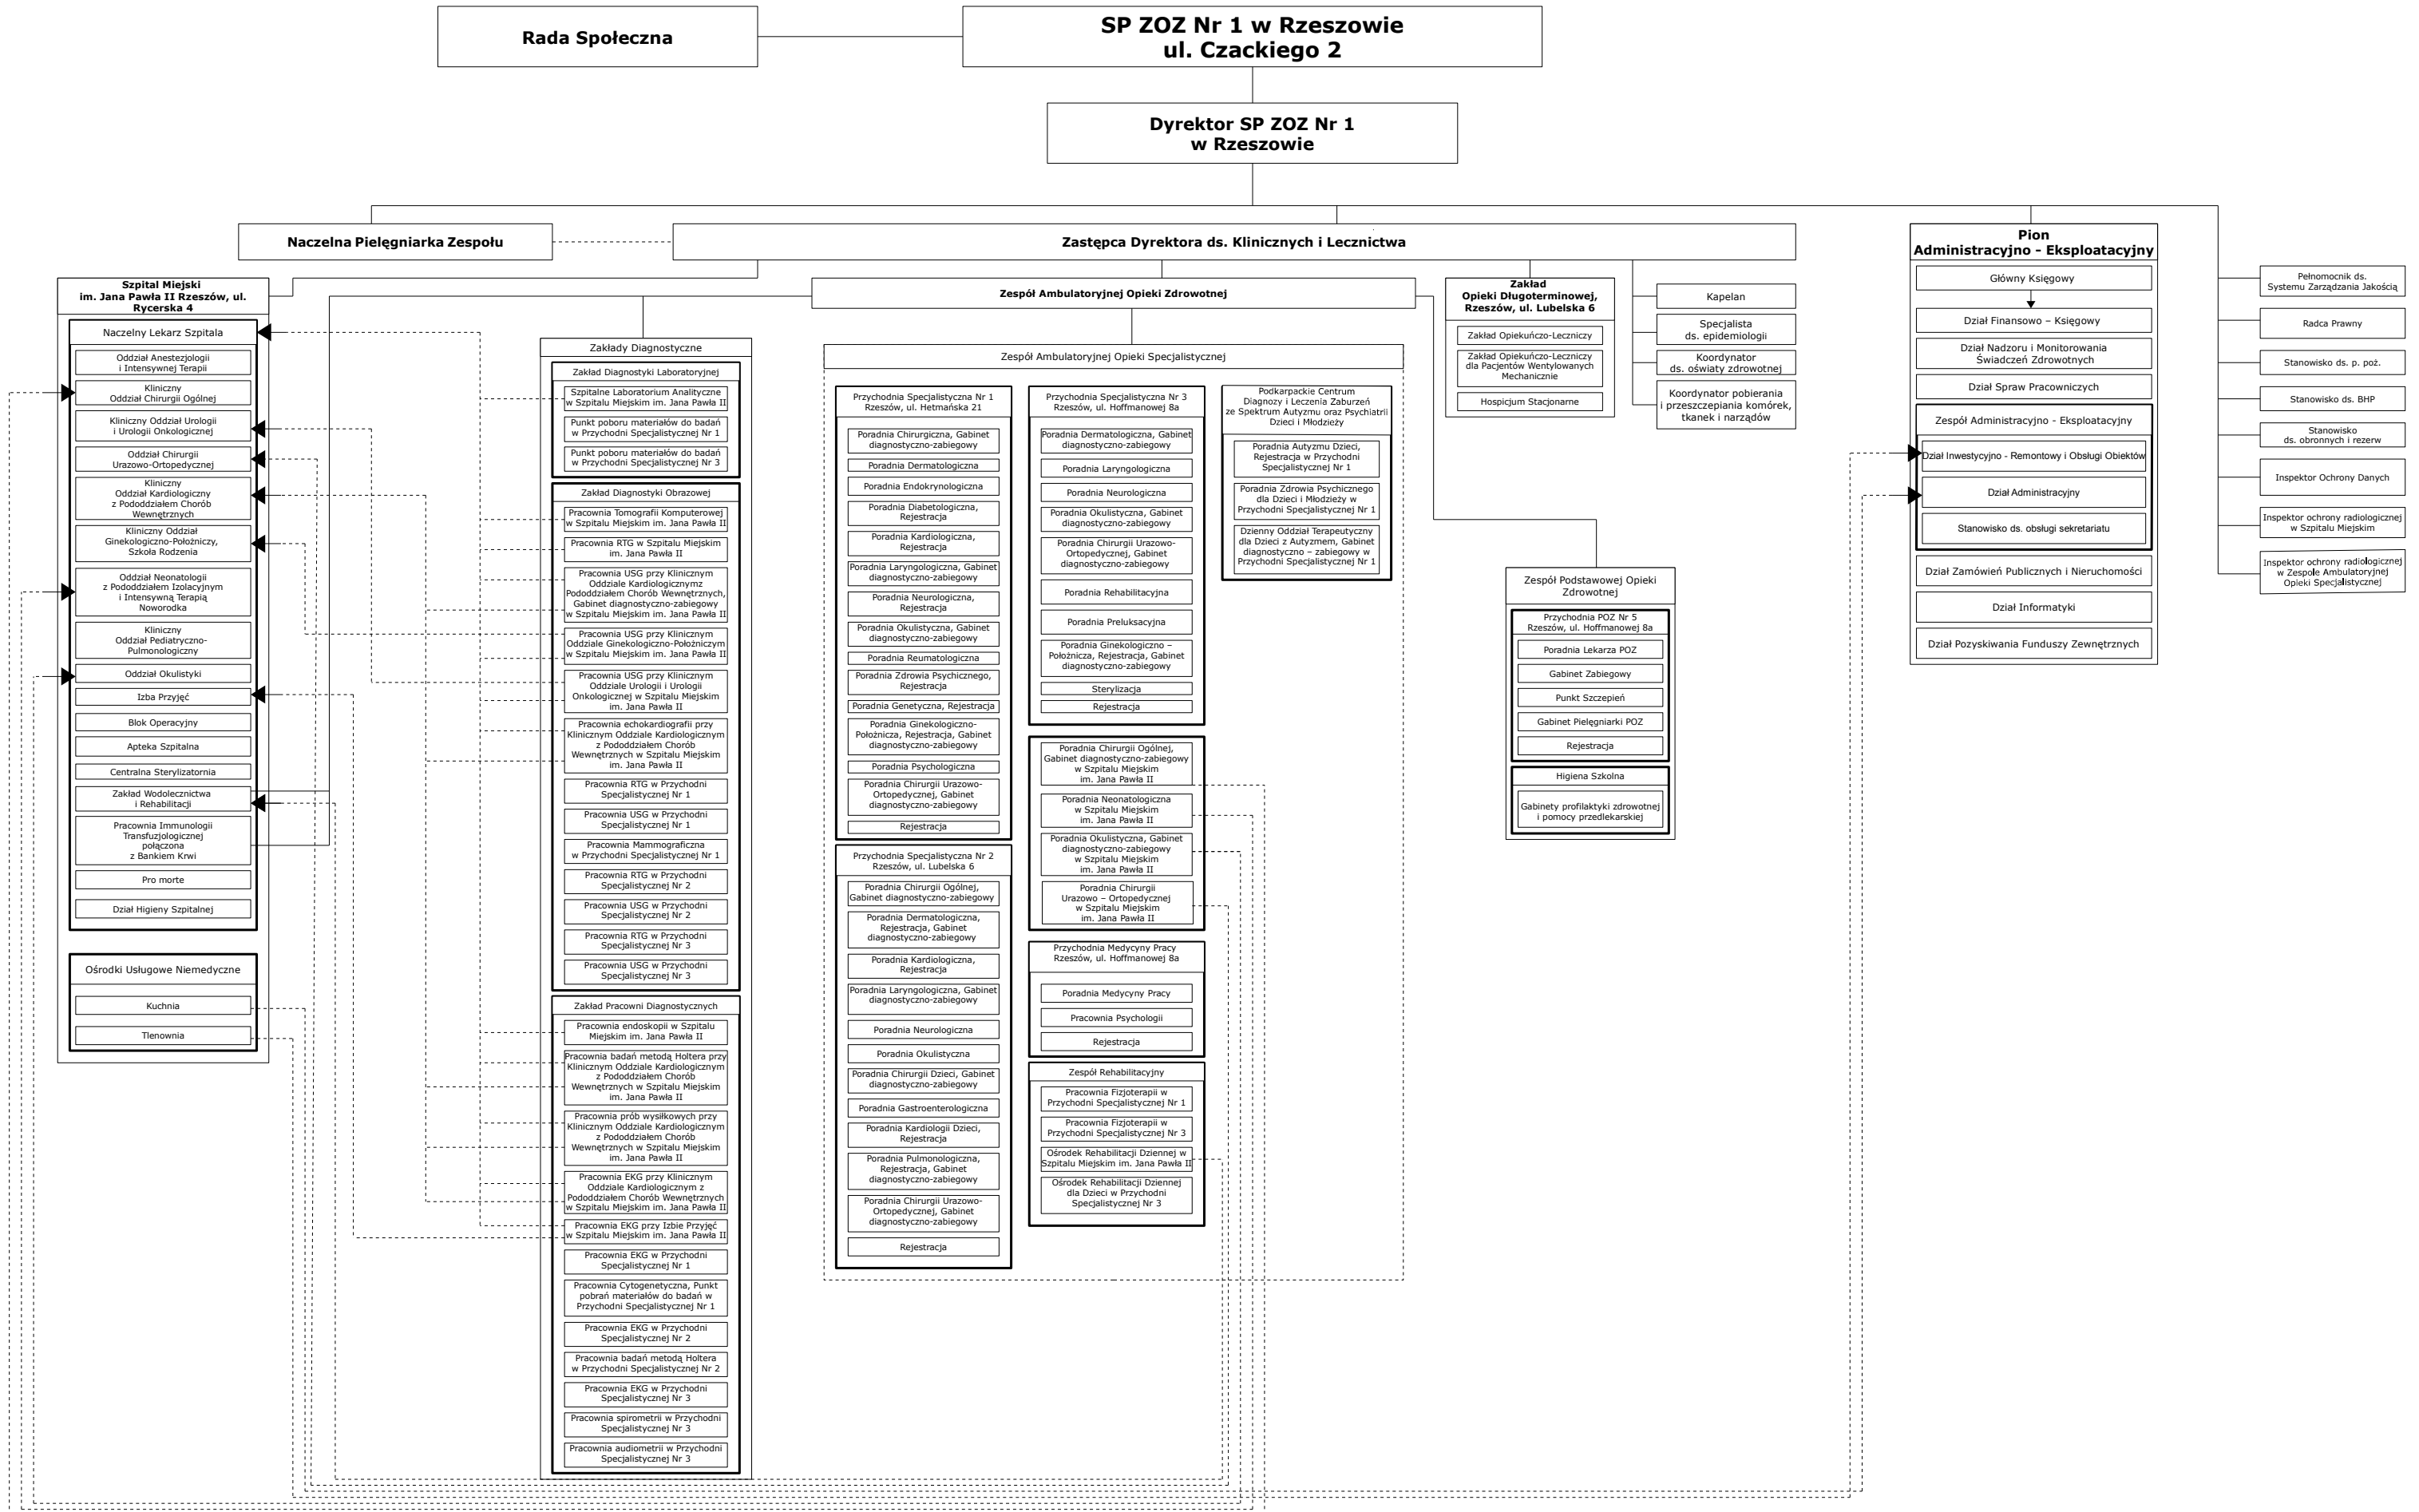 Rada Społeczna
SP ZOZ Nr 1 w Rzeszowie
ul. Czackiego 2
Dyrektor SP ZOZ Nr 1
w Rzeszowie
Naczelna Pielęgniarka Zespołu
Zastępca Dyrektora ds. Klinicznych i Lecznictwa
Szpital Miejski
im. Jana Pawła II Rzeszów, ul.
Rycerska 4
Naczelny Lekarz Szpitala
Oddział Anestezjologii
i Intensywnej Terapii
Kliniczny
Oddział Chirurgii Ogólnej
Kliniczny Oddział Urologii
i Urologii Onkologicznej
Oddział Chirurgii
Urazowo-Ortopedycznej
Kliniczny
Oddział Kardiologiczny
z Pododdziałem Chorób
Wewnętrznych
Kliniczny Oddział
Ginekologiczno-Położniczy,
Szkoła Rodzenia
Oddział Neonatologii
z Pododdziałem Izolacyjnym
i Intensywną Terapią
Noworodka
Kliniczny
Oddział Pediatryczno-
Pulmonologiczny
Oddział Okulistyki
Izba Przyjęć
Blok Operacyjny
Apteka Szpitalna
Centralna Sterylizatornia
Zakład Wodolecznictwa
i Rehabilitacji
Pracownia Immunologii
Transfuzjologicznej
połączona
z Bankiem Krwi
Pro morte
Dział Higieny Szpitalnej
Ośrodki Usługowe Niemedyczne
Kuchnia
Tlenownia
Zespół Ambulatoryjnej Opieki Zdrowotnej
Zakłady Diagnostyczne
Zakład Diagnostyki Laboratoryjnej
Szpitalne Laboratorium Analityczne
w Szpitalu Miejskim im. Jana Pawła II
Punkt poboru materiałów do badań
w Przychodni Specjalistycznej Nr 1
Punkt poboru materiałów do badań
w Przychodni Specjalistycznej Nr 3
Zakład Diagnostyki Obrazowej
Pracownia Tomografii Komputerowej
w Szpitalu Miejskim im. Jana Pawła II
Pracownia RTG w Szpitalu Miejskim
im. Jana Pawła II
Pracownia USG przy Klinicznym
Oddziale Kardiologicznymz
Pododdziałem Chorób Wewnętrznych,
Gabinet diagnostyczno-zabiegowy
w Szpitalu Miejskim im. Jana Pawła II
Pracownia USG przy Klinicznym
Oddziale Ginekologiczno-Położniczym
w Szpitalu Miejskim im. Jana Pawła II
Pracownia USG przy Klinicznym
Oddziale Urologii i Urologii
Onkologicznej w Szpitalu Miejskim
im. Jana Pawła II
Pracownia echokardiografii przy
Klinicznym Oddziale Kardiologicznym
z Pododdziałem Chorób
Wewnętrznych w Szpitalu Miejskim
im. Jana Pawła II
Pracownia RTG w Przychodni
Specjalistycznej Nr 1
Pracownia USG w Przychodni
Specjalistycznej Nr 1
Pracownia Mammograficzna
w Przychodni Specjalistycznej Nr 1
Pracownia RTG w Przychodni
Specjalistycznej Nr 2
Pracownia USG w Przychodni
Specjalistycznej Nr 2
Pracownia RTG w Przychodni
Specjalistycznej Nr 3
Pracownia USG w Przychodni
Specjalistycznej Nr 3
Zakład Pracowni Diagnostycznych
Pracownia endoskopii w Szpitalu
Miejskim im. Jana Pawła II
Pracownia badań metodą Holtera przy
Klinicznym Oddziale Kardiologicznym
z Pododdziałem Chorób
Wewnętrznych w Szpitalu Miejskim
im. Jana Pawła II
Pracownia prób wysiłkowych przy
Klinicznym Oddziale Kardiologicznym
z Pododdziałem Chorób
Wewnętrznych w Szpitalu Miejskim
im. Jana Pawła II
Pracownia EKG przy Klinicznym
Oddziale Kardiologicznym z
Pododdziałem Chorób Wewnętrznych
w Szpitalu Miejskim im. Jana Pawła II
Pracownia EKG przy Izbie Przyjęć
w Szpitalu Miejskim im. Jana Pawła II
Pracownia EKG w Przychodni
Specjalistycznej Nr 1
Pracownia Cytogenetyczna, Punkt
pobrań materiałów do badań w
Przychodni Specjalistycznej Nr 1
Pracownia EKG w Przychodni
Specjalistycznej Nr 2
Pracownia badań metodą Holtera
w Przychodni Specjalistycznej Nr 2
Pracownia EKG w Przychodni
Specjalistycznej Nr 3
Pracownia spirometrii w Przychodni
Specjalistycznej Nr 3
Pracownia audiometrii w Przychodni
Specjalistycznej Nr 3
Zespół Ambulatoryjnej Opieki Specjalistycznej
Przychodnia Specjalistyczna Nr 1
Rzeszów, ul. Hetmańska 21
Poradnia Chirurgiczna, Gabinet
diagnostyczno-zabiegowy
Poradnia Dermatologiczna
Poradnia Endokrynologiczna
Poradnia Diabetologiczna,
Rejestracja
Poradnia Kardiologiczna,
Rejestracja
Poradnia Laryngologiczna, Gabinet
diagnostyczno-zabiegowy
Poradnia Neurologiczna,
Rejestracja
Poradnia Okulistyczna, Gabinet
diagnostyczno-zabiegowy
Poradnia Reumatologiczna
Poradnia Zdrowia Psychicznego,
Rejestracja
Poradnia Genetyczna, Rejestracja
Poradnia Ginekologiczno-
Położnicza, Rejestracja, Gabinet
diagnostyczno-zabiegowy
Poradnia Psychologiczna
Poradnia Chirurgii Urazowo-
Ortopedycznej, Gabinet
diagnostyczno-zabiegowy
Rejestracja
Przychodnia Specjalistyczna Nr 2
Rzeszów, ul. Lubelska 6
Poradnia Chirurgii Ogólnej,
Gabinet diagnostyczno-zabiegowy
Poradnia Dermatologiczna,
Rejestracja, Gabinet
diagnostyczno-zabiegowy
Poradnia Kardiologiczna,
Rejestracja
Poradnia Laryngologiczna, Gabinet
diagnostyczno-zabiegowy
Poradnia Neurologiczna
Poradnia Okulistyczna
Poradnia Chirurgii Dzieci, Gabinet
diagnostyczno-zabiegowy
Poradnia Gastroenterologiczna
Poradnia Kardiologii Dzieci,
Rejestracja
Poradnia Pulmonologiczna,
Rejestracja, Gabinet
diagnostyczno-zabiegowy
Poradnia Chirurgii Urazowo-
Ortopedycznej, Gabinet
diagnostyczno-zabiegowy
Rejestracja
Przychodnia Specjalistyczna Nr 3
Rzeszów, ul. Hoffmanowej 8a
Poradnia Dermatologiczna, Gabinet
diagnostyczno-zabiegowy
Poradnia Laryngologiczna
Poradnia Neurologiczna
Poradnia Okulistyczna, Gabinet
diagnostyczno-zabiegowy
Poradnia Chirurgii Urazowo-
Ortopedycznej, Gabinet
diagnostyczno-zabiegowy
Poradnia Rehabilitacyjna
Poradnia Preluksacyjna
Poradnia Ginekologiczno –
Położnicza, Rejestracja, Gabinet
diagnostyczno-zabiegowy
Sterylizacja
Rejestracja
Poradnia Chirurgii Ogólnej,
Gabinet diagnostyczno-zabiegowy
w Szpitalu Miejskim
im. Jana Pawła II
Poradnia Neonatologiczna
w Szpitalu Miejskim
im. Jana Pawła II
Poradnia Okulistyczna, Gabinet
diagnostyczno-zabiegowy
w Szpitalu Miejskim
im. Jana Pawła II
Poradnia Chirurgii
Urazowo – Ortopedycznej
w Szpitalu Miejskim
im. Jana Pawła II
Przychodnia Medycyny Pracy
Rzeszów, ul. Hoffmanowej 8a
Poradnia Medycyny Pracy
Pracownia Psychologii
Rejestracja
Zespół Rehabilitacyjny
Pracownia Fizjoterapii w
Przychodni Specjalistycznej Nr 1
Pracownia Fizjoterapii w
Przychodni Specjalistycznej Nr 3
Ośrodek Rehabilitacji Dziennej w
Szpitalu Miejskim im. Jana Pawła II
Ośrodek Rehabilitacji Dziennej
dla Dzieci w Przychodni
Specjalistycznej Nr 3
Podkarpackie Centrum
Diagnozy i Leczenia Zaburzeń
ze Spektrum Autyzmu oraz Psychiatrii
Dzieci i Młodzieży
Poradnia Autyzmu Dzieci,
Rejestracja w Przychodni
Specjalistycznej Nr 1
Poradnia Zdrowia Psychicznego
dla Dzieci i Młodzieży w
Przychodni Specjalistycznej Nr 1
Dzienny Oddział Terapeutyczny
dla Dzieci z Autyzmem, Gabinet
diagnostyczno – zabiegowy w
Przychodni Specjalistycznej Nr 1
Zakład
Opieki Długoterminowej,
Rzeszów, ul. Lubelska 6
Zakład Opiekuńczo-Leczniczy
Zakład Opiekuńczo-Leczniczy
dla Pacjentów Wentylowanych
Mechanicznie
Hospicjum Stacjonarne
Kapelan
Specjalista
ds. epidemiologii
Koordynator
ds. oświaty zdrowotnej
Koordynator pobierania
i przeszczepiania komórek,
tkanek i narządów
Zespół Podstawowej Opieki
Zdrowotnej
Przychodnia POZ Nr 5
Rzeszów, ul. Hoffmanowej 8a
Poradnia Lekarza POZ
Gabinet Zabiegowy
Punkt Szczepień
Gabinet Pielęgniarki POZ
Rejestracja
Higiena Szkolna
Gabinety profilaktyki zdrowotnej
i pomocy przedlekarskiej
Pion
Administracyjno - Eksploatacyjny
Główny Księgowy
Dział Finansowo – Księgowy
Dział Nadzoru i Monitorowania
Świadczeń Zdrowotnych
Dział Spraw Pracowniczych
Zespół Administracyjno - Eksploatacyjny
Dział Inwestycyjno - Remontowy i Obsługi Obiektów
Dział Administracyjny
Stanowisko ds. obsługi sekretariatu
Dział Zamówień Publicznych i Nieruchomości
Dział Informatyki
Dział Pozyskiwania Funduszy Zewnętrznych
Pełnomocnik ds.
Systemu Zarządzania Jakością
Radca Prawny
Stanowisko ds. p. poż.
Stanowisko ds. BHP
Stanowisko
ds. obronnych i rezerw
Inspektor Ochrony Danych
Inspektor ochrony radiologicznej
w Szpitalu Miejskim
Inspektor ochrony radiologicznej
w Zespole Ambulatoryjnej
Opieki Specjalistycznej